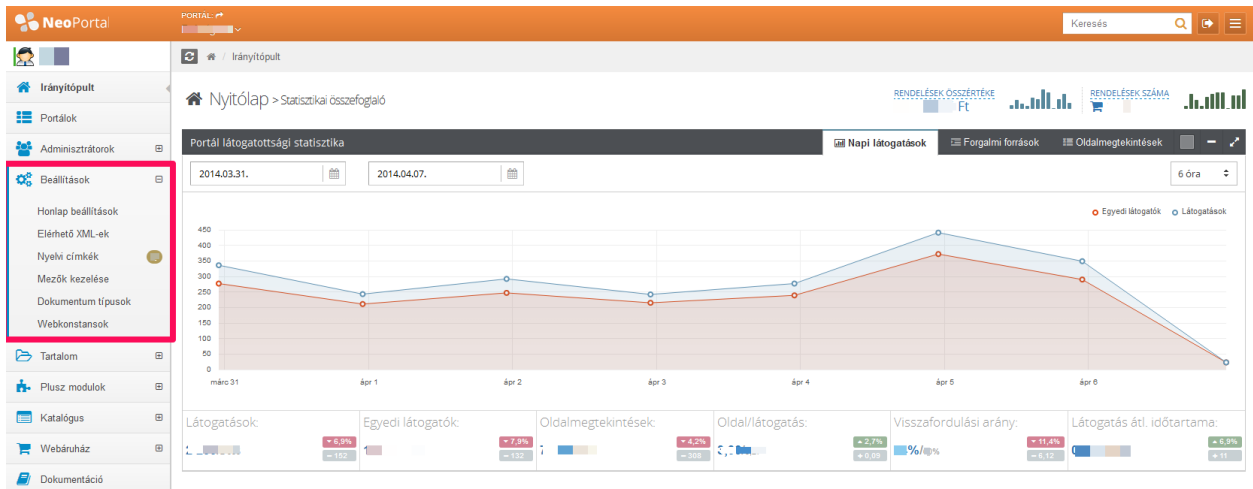 NeoPortal
PORTÁL:
Keresés
Irányítópult
/ Irányítópult
Portálok
Adminisztrátorok
Beállítások
Honlap beállítások
Elérhető XML-ek
Nyelvi címkék
Mezők kezelése
Dokumentum típusok
Webkonstansok
Tartalom
Plusz modulok
Katalógus
Webáruház
Dokumentáció
Nyitólap > Statisztikai összefoglaló
RENDELÉSEK ÖSSZÉRTÉKE
Ft
RENDELÉSEK SZÁMA
Portál látogatottsági statisztika
Napi látogatások
Forgalmi források
Oldalmegtekintések
2014.03.31.
2014.04.07.
6 óra
Egyedi látogatók
Látogatások
450
400
350
300
250
200
150
100
50
0
márc 31
ápr 1
ápr 2
ápr 3
ápr 4
ápr 5
ápr 6
Látogatások:
6,9%
− 152
Egyedi látogatók:
7,9%
− 132
Oldalmegtekintések:
4,2%
− 308
Oldal/látogatás:
2,7%
+ 0,09
Visszafordulási arány:
%/
%
11,4%
− 6,12
Látogatás átl. időtartama:
6,9%
+ 11